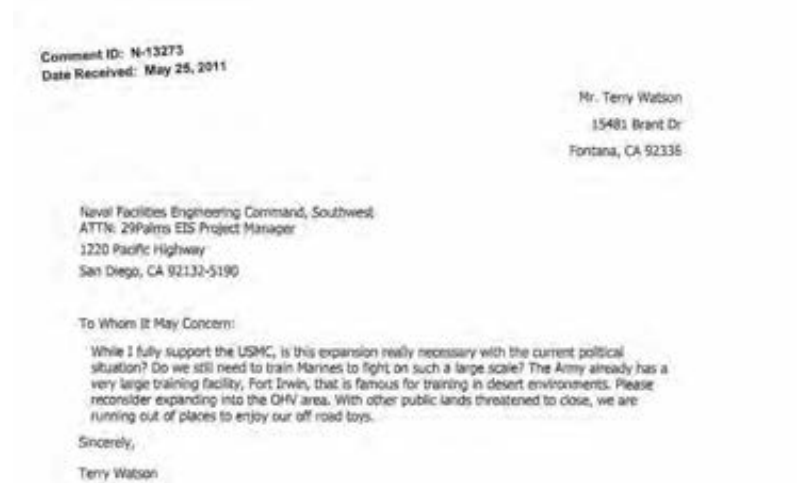 Comment ID: N-13273
Date Received: May 25, 2011
Mr. Terry Watson
15481 Brant Dr
Fontana, CA 92336
Naval Facilities Engineering Command, Southwest
ATTN: 29Palms EIS Project Manager
1220 Pacific Highway
San Diego, CA 92132-5190
To Whom It May Concern:
While I fully support the USMC, is this expansion really necessary with the current political
situation? Do we still need to train Marines to fight on such a large scale? The Army already has a
very large training facility, Fort Irwin, that is famous for training in desert environments. Please
reconsider expanding into the OHV area. With other public lands threatened to close, we are
running out of places to enjoy our off road toys.
Sincerely,
Terry Watson